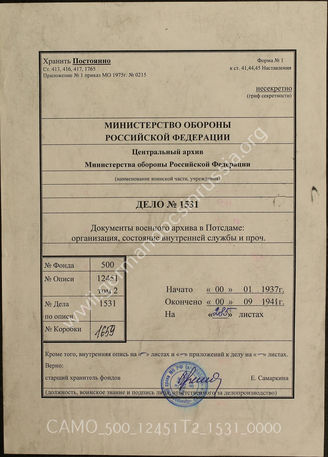 Хранить Постоянно
Ст. 413, 416, 417, 1765
Приложение № 1 приказ МО 1975г. № 0215
Форма № 1
к ст. 41,44,45 Наставления
несекретно
(гриф секретности)
МИНИСТЕРСТВО ОБОРОНЫ
РОССИЙСКОЙ ФЕДЕРАЦИИ
Центральный архив
Министерства обороны Российской Федерации
(наименование воинской части, учреждения)
ДЕЛО № 1531
Документы военного архива в Потсдаме:
организация, состояние внутренней службы и проч.
№ Фонда 500
№ Описи 12451
том 2
№ Дела 1531
по описи
№ Коробки 1659
Начато « 00 » 01 1937г.
Окончено « 00 » 09 1941г.
На « 285 » листах
Кроме того, внутренняя опись на «—» листах и «—» приложений к делу на «—» листах.
Верно:
старший хранитель фондов
Е. Самаркина
(должность, воинское звание и подпись лица, ответственного за делопроизводство)
CAMO_500_12451T2_1531_0000